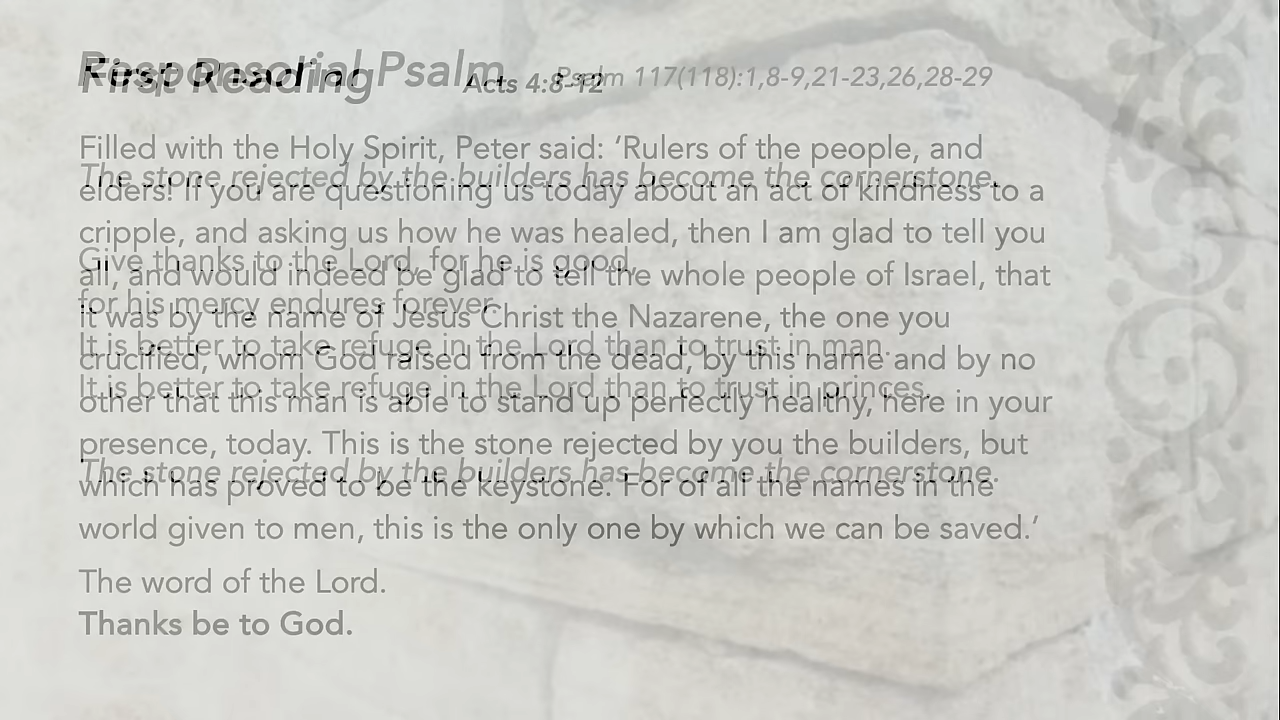 First Reading Acts 4:8-12
Filled with the Holy Spirit, Peter said: ‘Rulers of the people, and
elders! If you are questioning us today about an act of kindness to a
cripple, and asking us how he was healed, then I am glad to tell you
all, and would indeed be glad to tell the whole people of Israel, that
it was by the name of Jesus Christ the Nazarene, the one you
crucified, whom God raised from the dead, by this name and by no
other that this man is able to stand up perfectly healthy, here in your
presence, today. This is the stone rejected by you the builders, but
which has proved to be the keystone. For of all the names in the
world given to men, this is the only one by which we can be saved.’
The word of the Lord.
Thanks be to God.
Responsorial Psalm Psalm 117(118):1,8-9,21-23,26,28-29
The stone rejected by the builders has become the cornerstone.
Give thanks to the Lord, for he is good,
for his mercy endures forever.
It is better to take refuge in the Lord than to trust in man.
It is better to take refuge in the Lord than to trust in princes.
The stone rejected by the builders has become the cornerstone.